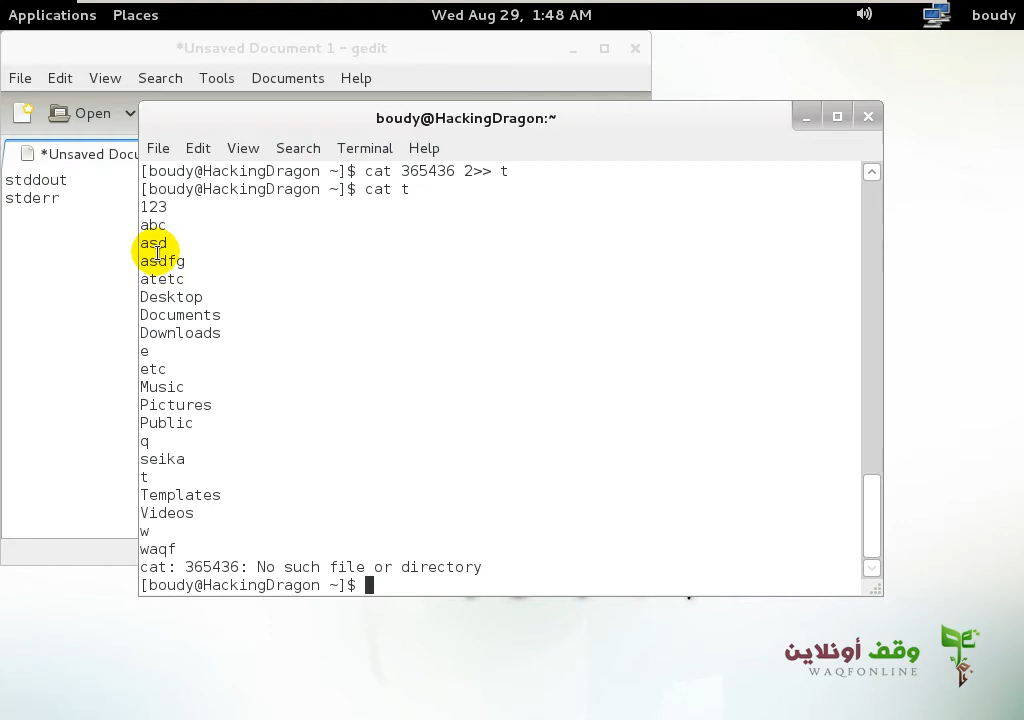 Applications Places Wed Aug 29, 1:48 AM boudy
*Unsaved Document 1 - gedit
File Edit View Search Tools Documents Help
Open
*Unsaved Docu
stddout
stderr
boudy@HackingDragon:~
File Edit View Search Terminal Help
[boudy@HackingDragon ~]$ cat 365436 2>> t
[boudy@HackingDragon ~]$ cat t
123
abc
asd
asdfg
atetc
Desktop
Documents
Downloads
e
etc
Music
Pictures
Public
q
seika
t
Templates
Videos
w
waqf
cat: 365436: No such file or directory
[boudy@HackingDragon ~]$
وقف أونلاين
WAQFONLINE